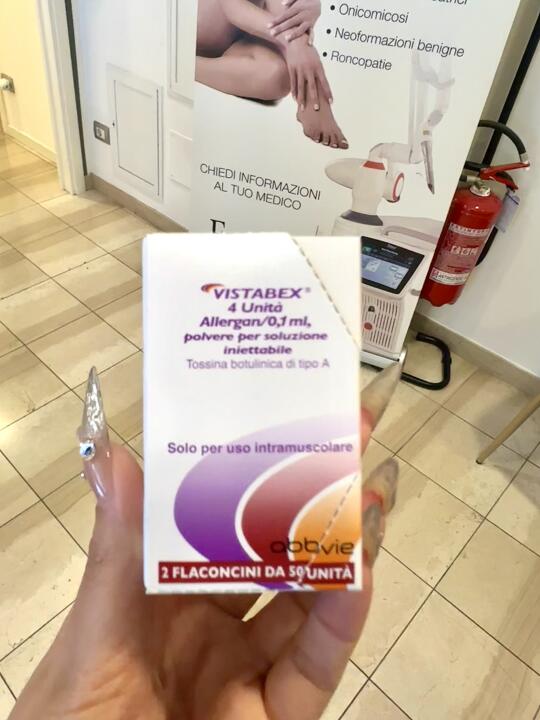 • Onicomicosi
• Neoformazioni benigne
• Roncopatie
CHIEDI INFORMAZIONI
AL TUO MEDICO
VISTABEX®
4 Unità
Allergan/0,1 ml,
polvere per soluzione
iniettabile
Tossina botulinica di tipo A
Solo per uso intramuscolare
abbvie
2 FLACONCINI DA 50 UNITÀ